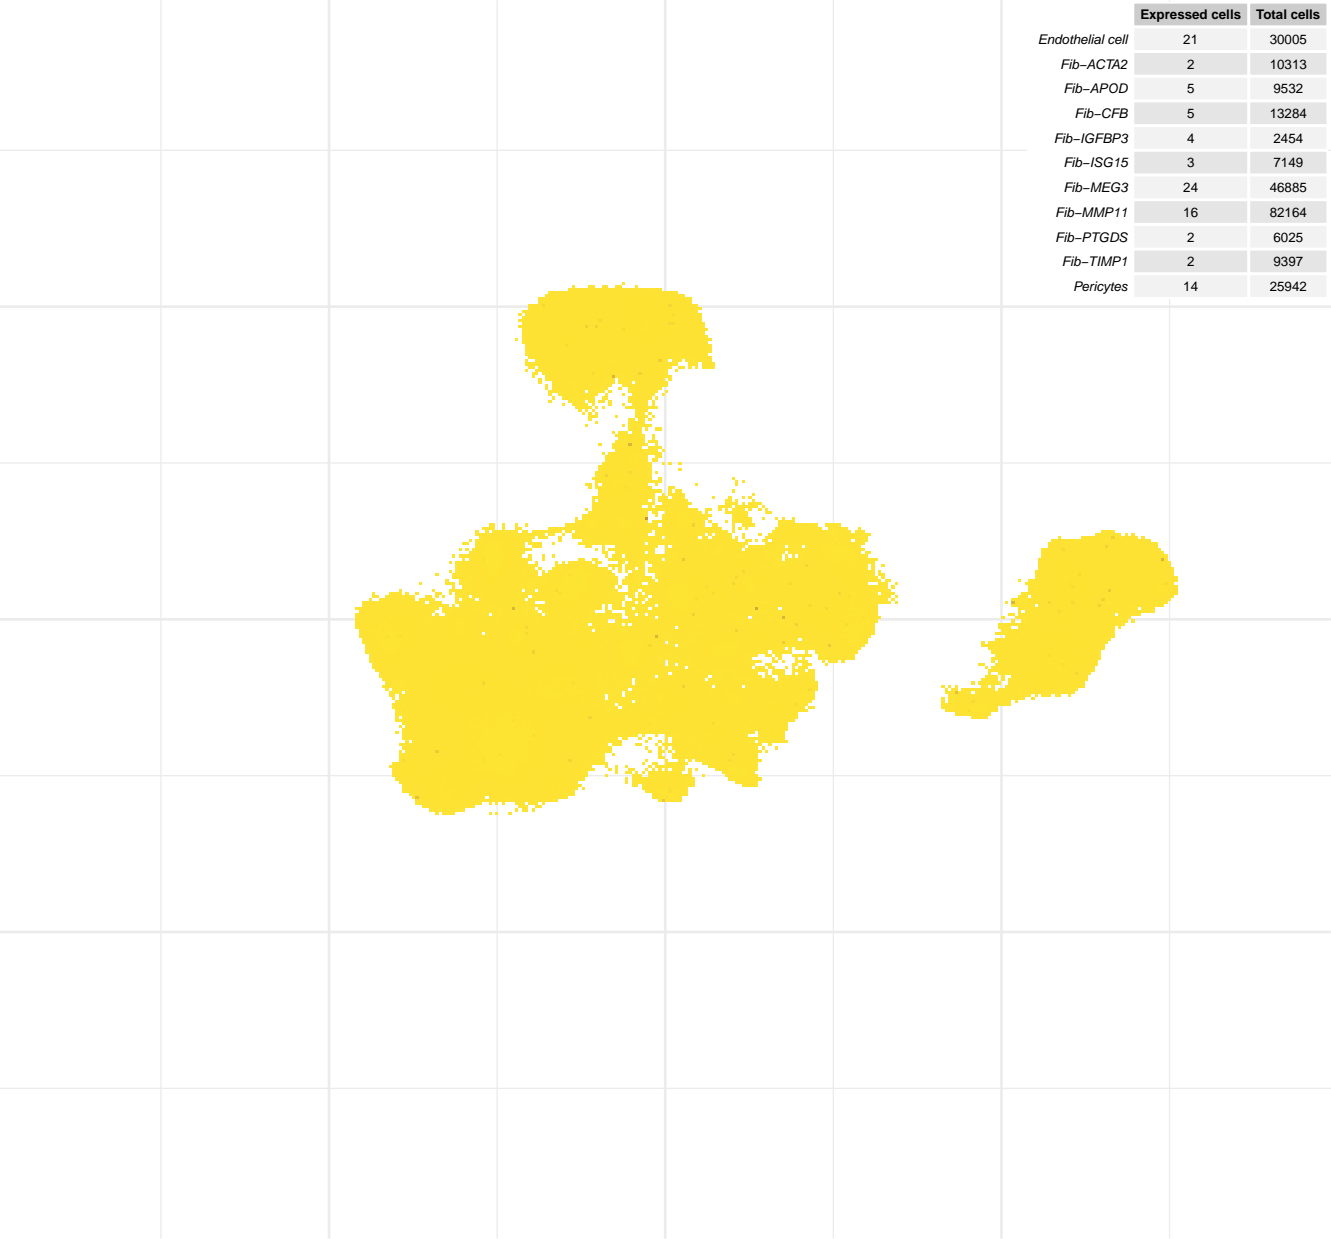 Expressed cells Total cells
Endothelial cell 21 30005
Fib−ACTA2 2 10313
Fib−APOD 5 9532
Fib−CFB 5 13284
Fib−IGFBP3 4 2454
Fib−ISG15 3 7149
Fib−MEG3 24 46885
Fib−MMP11 16 82164
Fib−PTGDS 2 6025
Fib−TIMP1 2 9397
Pericytes 14 25942